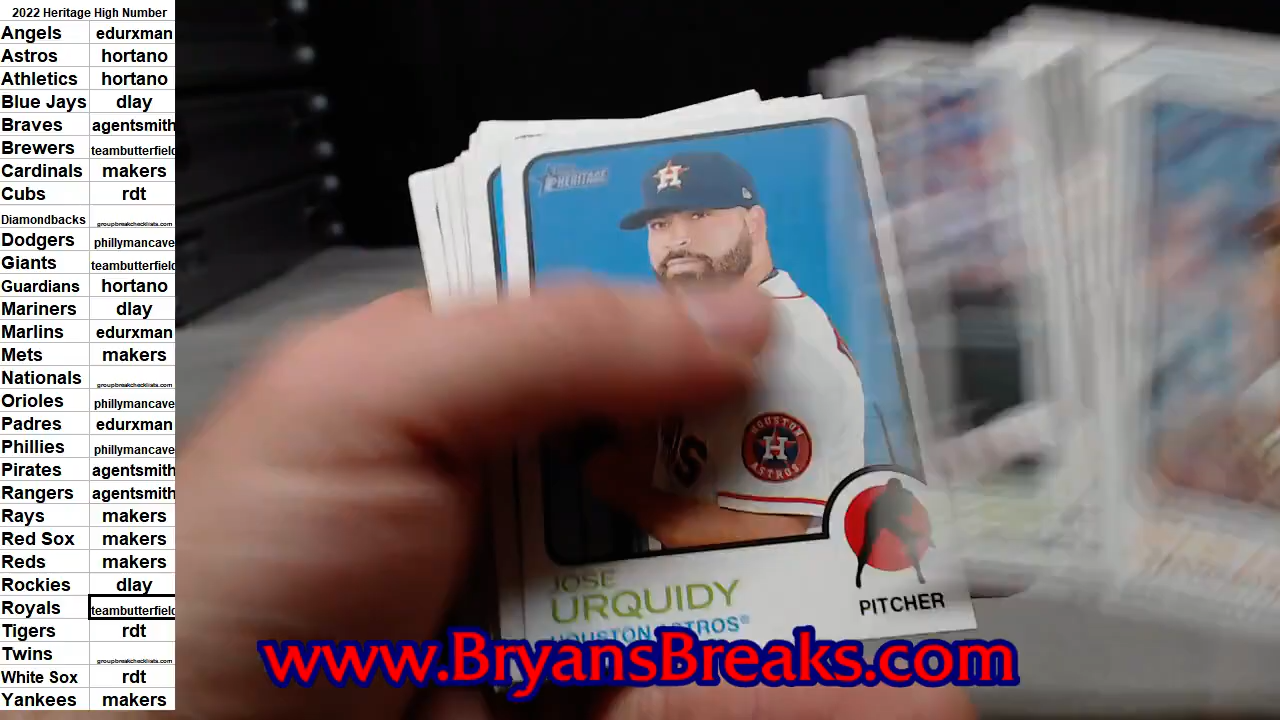 2022 Heritage High Number
Angels edurxman
Astros hortano
Athletics hortano
Blue Jays dlay
Braves agentsmith
Brewers teambutterfield
Cardinals makers
Cubs rdt
Diamondbacks groupbreakchecklists.com
Dodgers phillymancave
Giants teambutterfield
Guardians hortano
Mariners dlay
Marlins edurxman
Mets makers
Nationals groupbreakchecklists.com
Orioles phillymancave
Padres edurxman
Phillies phillymancave
Pirates agentsmith
Rangers agentsmith
Rays makers
Red Sox makers
Reds makers
Rockies dlay
Royals teambutterfield
Tigers rdt
Twins groupbreakchecklists.com
White Sox rdt
Yankees makers
HERITAGE
H
HOUSTON
H
ASTROS
JOSE
URQUIDY
HOUSTON ASTROS®
PITCHER
www.BryansBreaks.com